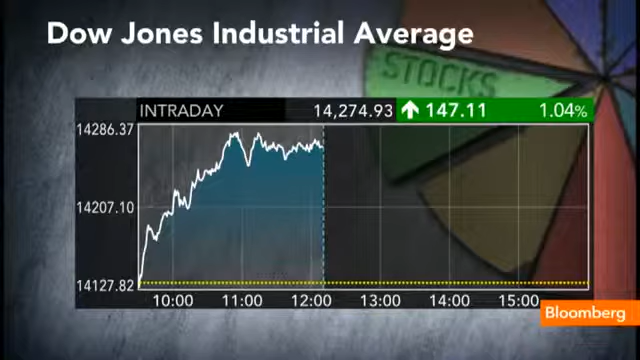 Dow Jones Industrial Average
STOCKS
INTRADAY 14,274.93 147.11 1.04%
14286.37
14207.10
14127.82
10:00 11:00 12:00 13:00 14:00 15:00
Bloomberg